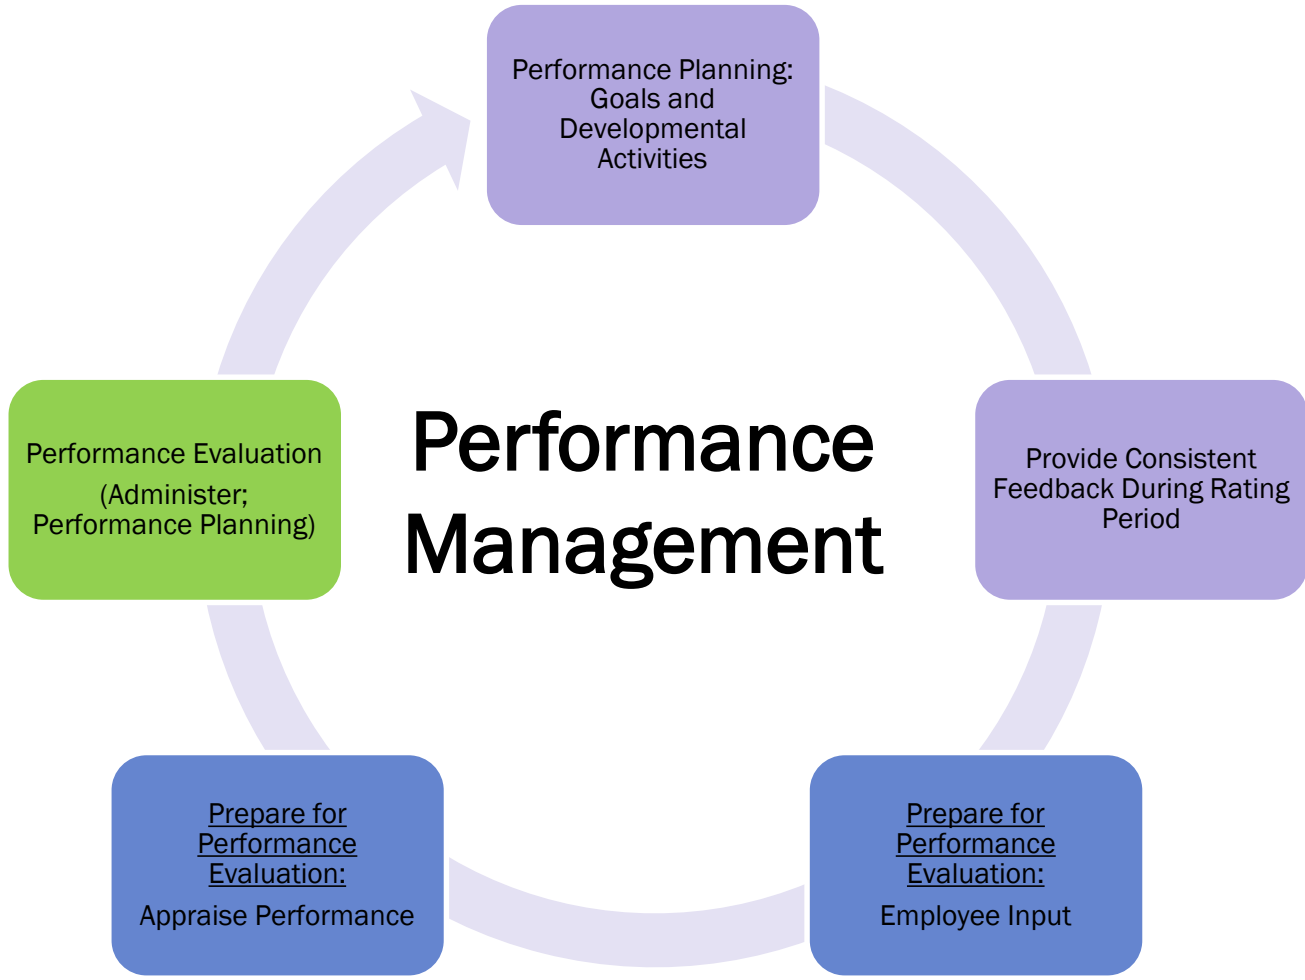 Performance Planning:
Goals and
Developmental
Activities
Provide Consistent
Feedback During Rating
Period
Prepare for
Performance
Evaluation:
Employee Input
Prepare for
Performance
Evaluation:
Appraise Performance
Performance Evaluation
(Administer;
Performance Planning)
Performance
Management